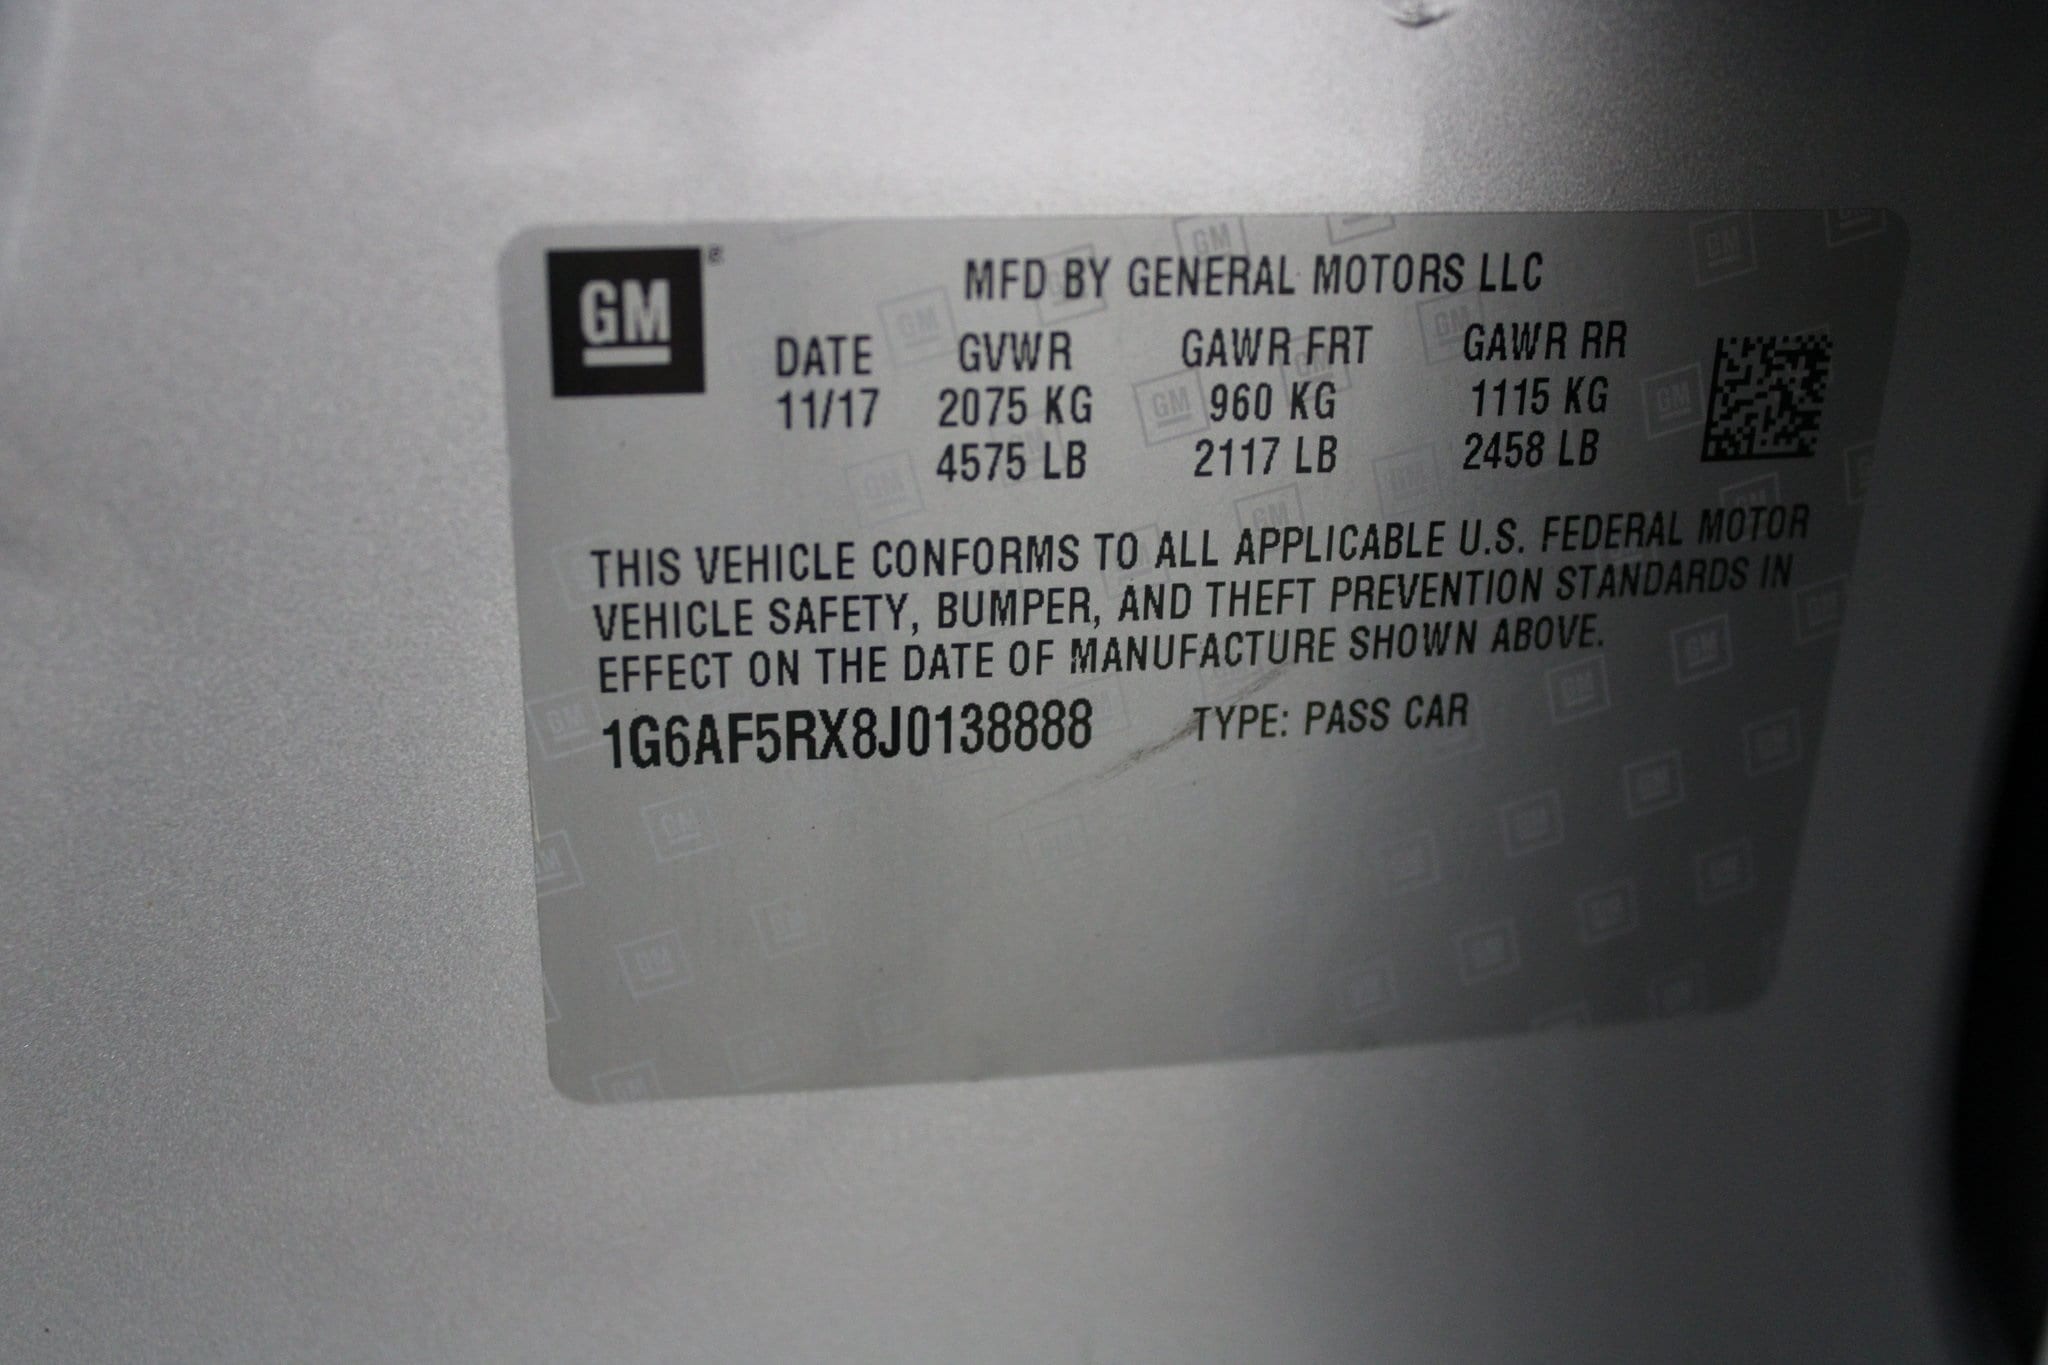 GM ®
MFD BY GENERAL MOTORS LLC
DATE GVWR GAWR FRT GAWR RR
11/17 2075 KG 960 KG 1115 KG
4575 LB 2117 LB 2458 LB
THIS VEHICLE CONFORMS TO ALL APPLICABLE U.S. FEDERAL MOTOR
VEHICLE SAFETY, BUMPER, AND THEFT PREVENTION STANDARDS IN
EFFECT ON THE DATE OF MANUFACTURE SHOWN ABOVE.
1G6AF5RX8J0138888 TYPE: PASS CAR